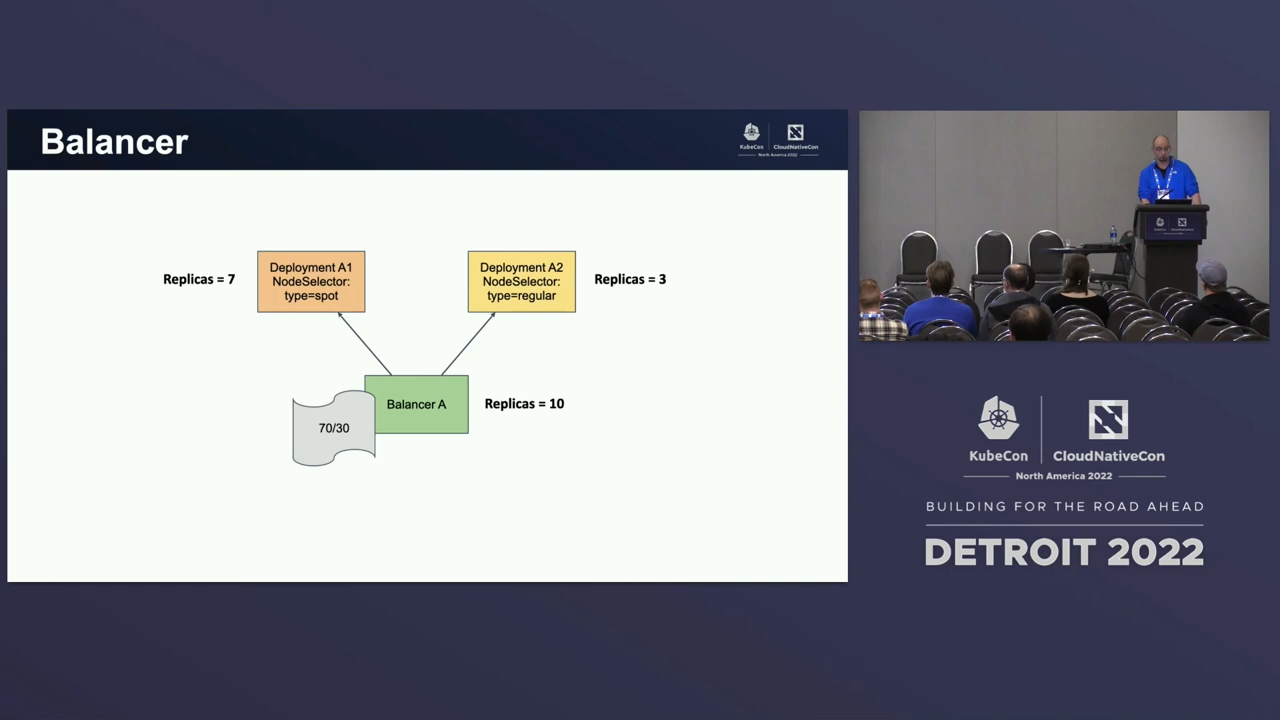 Balancer
KubeCon
CloudNativeCon
North America 2022
Replicas = 7
Deployment A1
NodeSelector:
type=spot
Deployment A2
NodeSelector:
type=regular
Replicas = 3
Balancer A
Replicas = 10
70/30
KubeCon
CloudNativeCon
North America 2022
BUILDING FOR THE ROAD AHEAD
DETROIT 2022